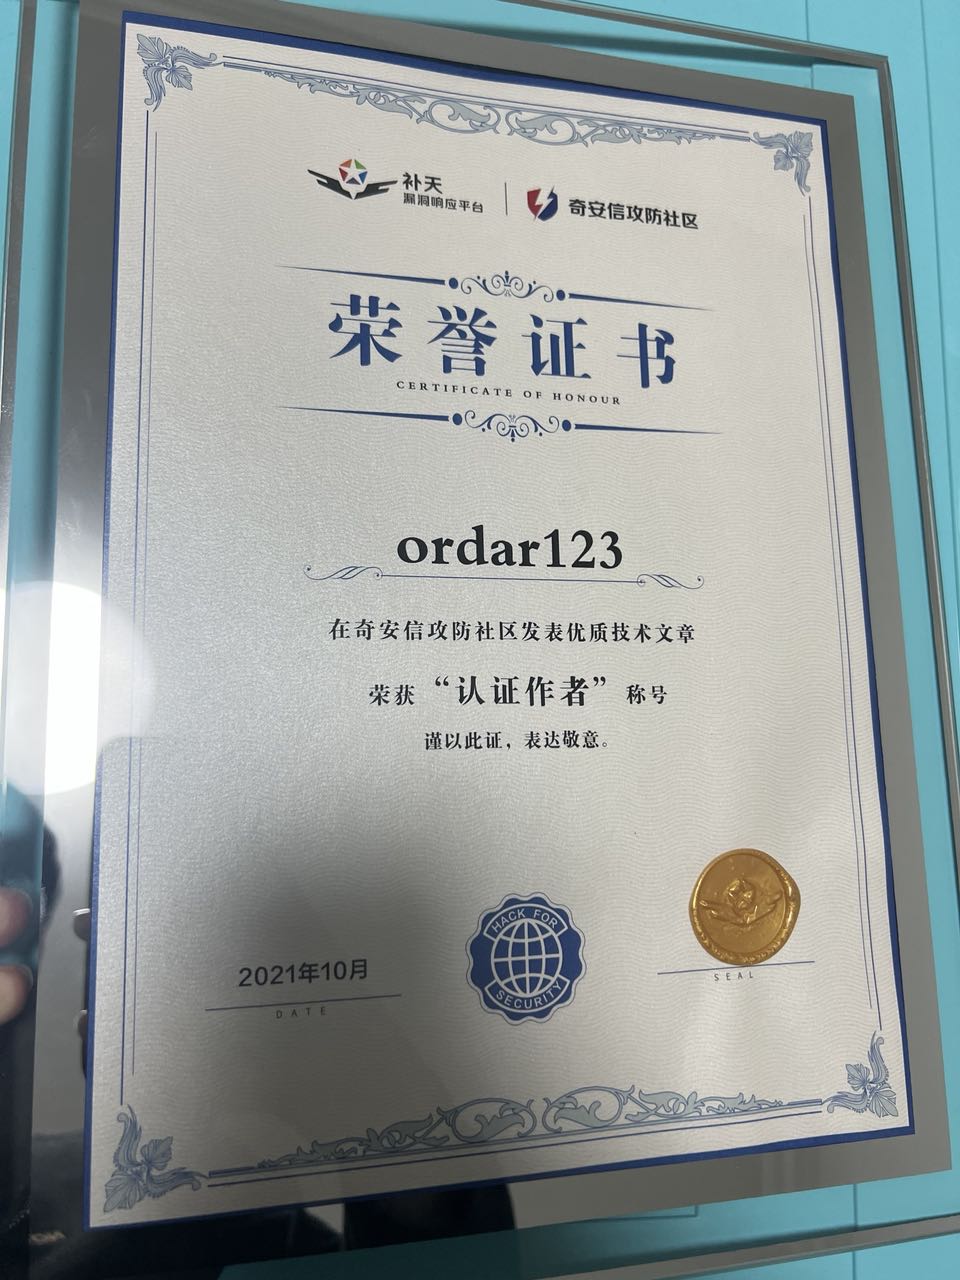 补天
漏洞响应平台
奇安信攻防社区
荣誉证书
CERTIFICATE OF HONOUR
ordar123
在奇安信攻防社区发表优质技术文章
荣获“认证作者”称号
谨以此证，表达敬意。
2021年10月
DATE
HACK FOR
SECURITY
SEAL